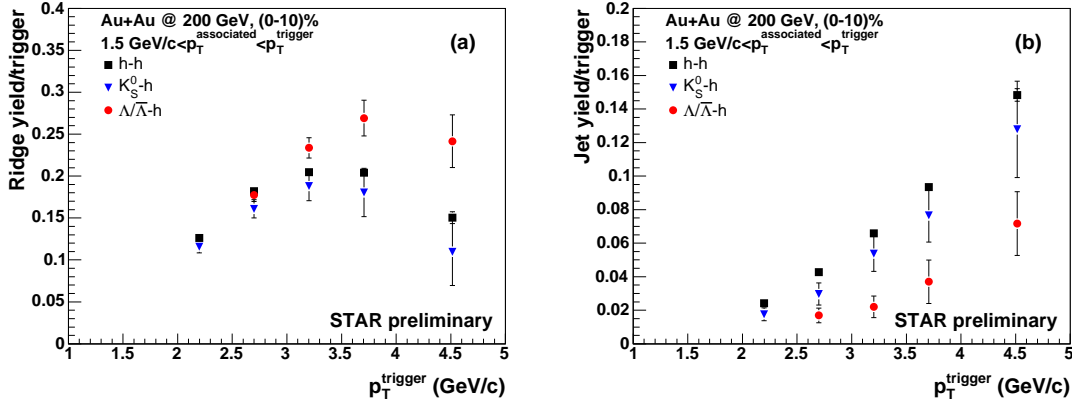 Au+Au @ 200 GeV, (0-10)%
1.5 GeV/c<p_T^associated<p_T^trigger
(a)
h-h
K_S^0-h
Λ/Λ̅-h
Ridge yield/trigger
0.4
0.35
0.3
0.25
0.2
0.15
0.1
0.05
0
STAR preliminary
1 1.5 2 2.5 3 3.5 4 4.5 5
p_T^trigger (GeV/c)
Au+Au @ 200 GeV, (0-10)%
1.5 GeV/c<p_T^associated<p_T^trigger
(b)
h-h
K_S^0-h
Λ/Λ̅-h
Jet yield/trigger
0.2
0.18
0.16
0.14
0.12
0.1
0.08
0.06
0.04
0.02
0
STAR preliminary
1 1.5 2 2.5 3 3.5 4 4.5 5
p_T^trigger (GeV/c)